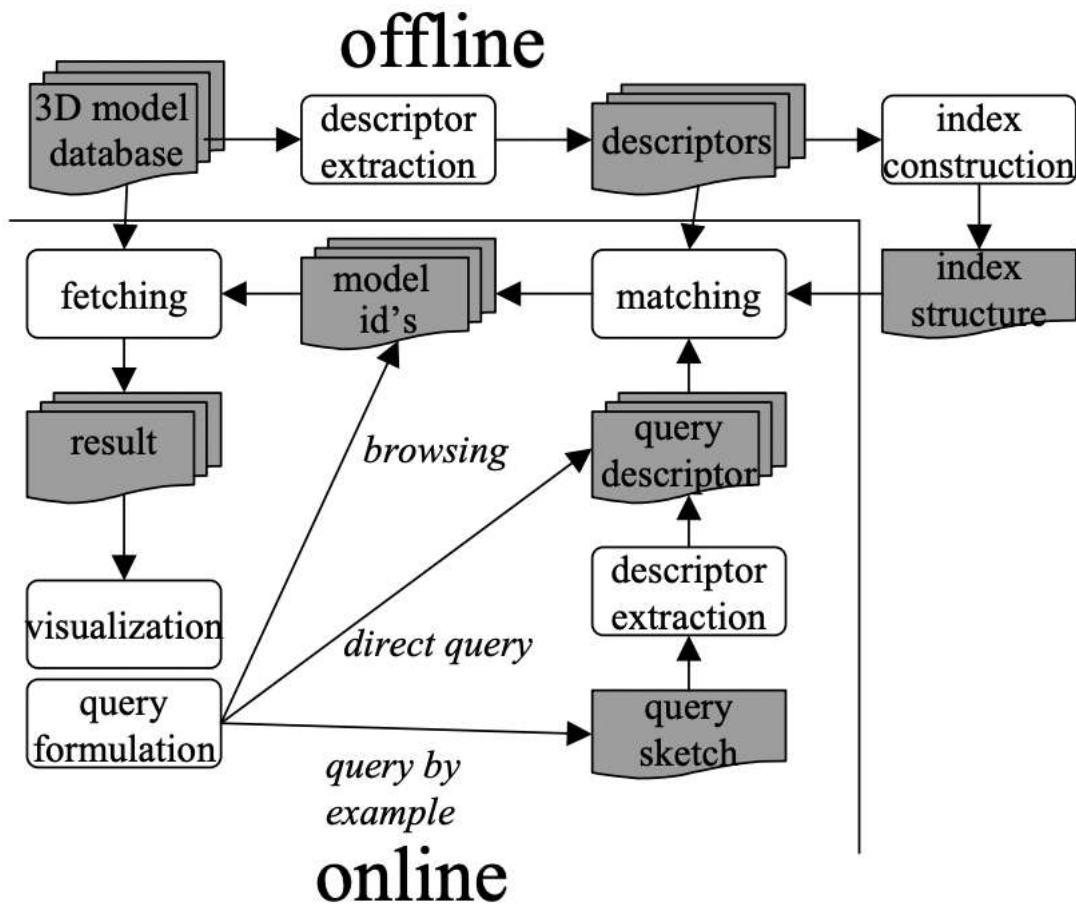 offline
3D model
database
descriptor
extraction
descriptors
index
construction
fetching
model
id's
matching
index
structure
result
browsing
query
descriptor
visualization
direct query
descriptor
extraction
query
formulation
query by
example
query
sketch
online